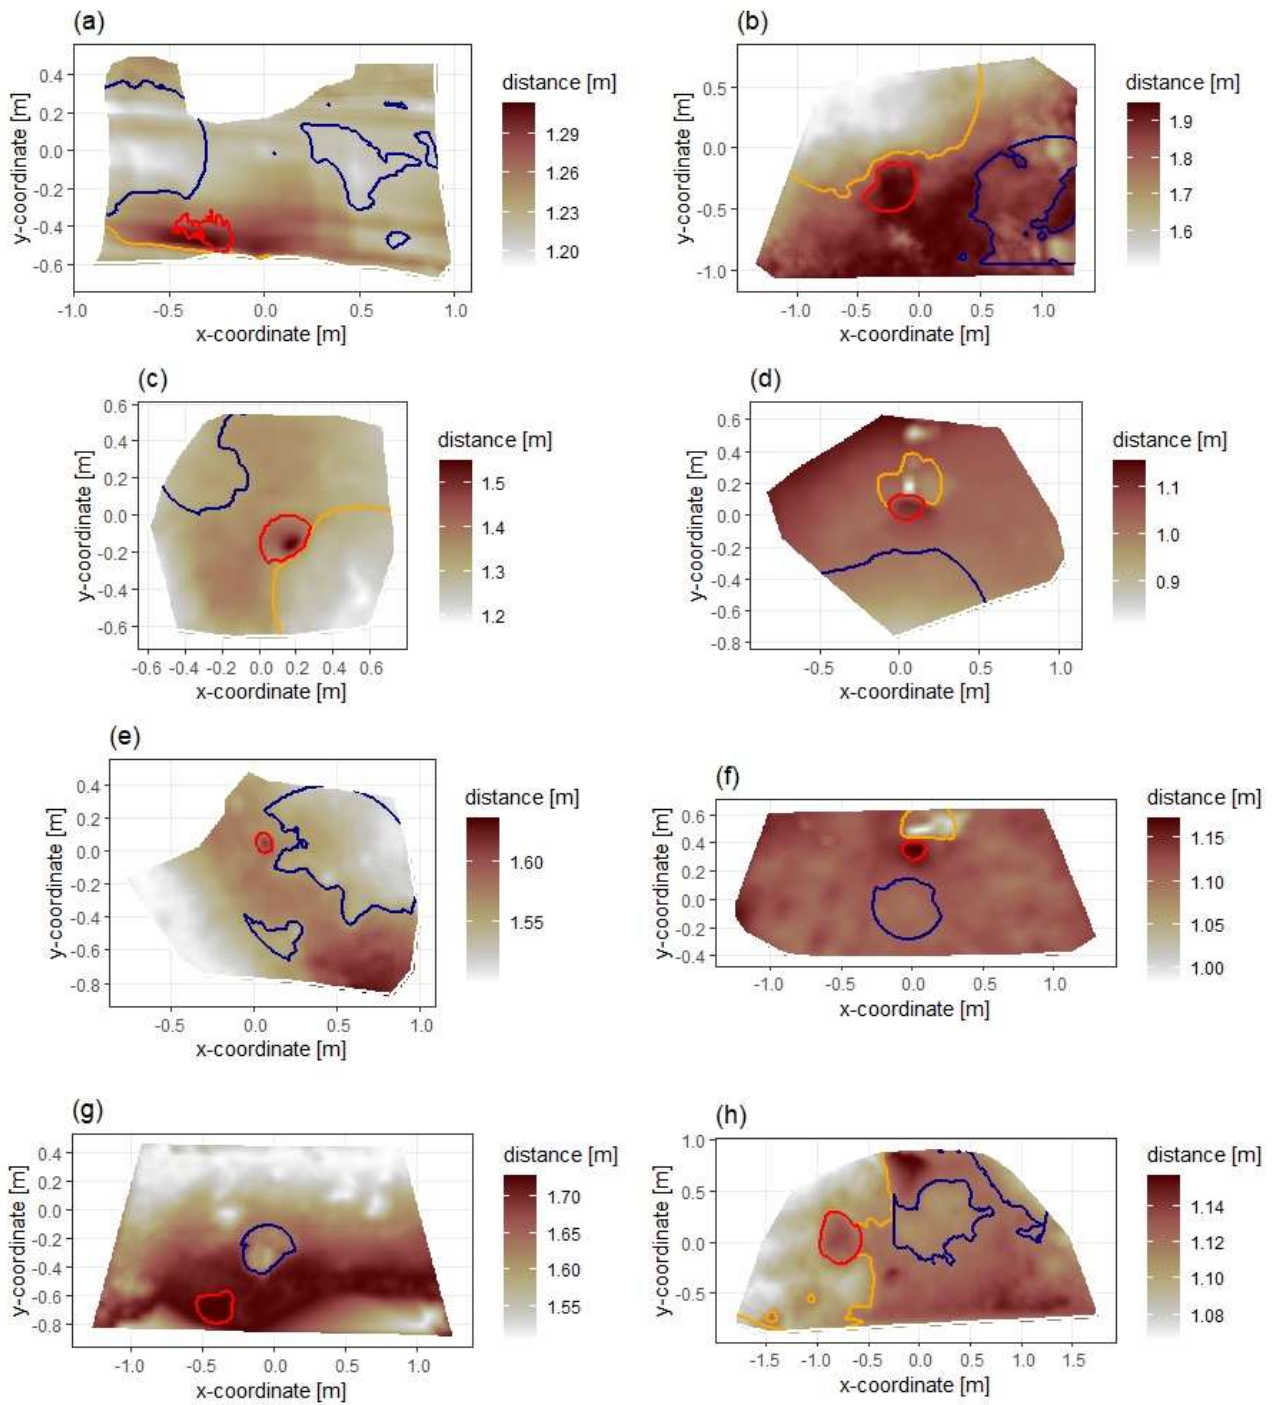 (a)
distance [m]
1.29
1.26
1.23
1.20
y-coordinate [m]
0.4
0.2
0.0
-0.2
-0.4
-0.6
-1.0 -0.5 0.0 0.5 1.0
x-coordinate [m]
(b)
distance [m]
1.9
1.8
1.7
1.6
y-coordinate [m]
0.5
0.0
-0.5
-1.0
-1.0 -0.5 0.0 0.5 1.0
x-coordinate [m]
(c)
distance [m]
1.5
1.4
1.3
1.2
y-coordinate [m]
0.6
0.4
0.2
0.0
-0.2
-0.4
-0.6
-0.6 -0.4 -0.2 0.0 0.2 0.4 0.6
x-coordinate [m]
(d)
distance [m]
1.1
1.0
0.9
y-coordinate [m]
0.6
0.4
0.2
0.0
-0.2
-0.4
-0.6
-0.8
-0.5 0.0 0.5 1.0
x-coordinate [m]
(e)
distance [m]
1.60
1.55
y-coordinate [m]
0.4
0.2
0.0
-0.2
-0.4
-0.6
-0.8
-0.5 0.0 0.5 1.0
x-coordinate [m]
(f)
distance [m]
1.15
1.10
1.05
1.00
y-coordinate [m]
0.6
0.4
0.2
0.0
-0.2
-0.4
-1.0 -0.5 0.0 0.5 1.0
x-coordinate [m]
(g)
distance [m]
1.70
1.65
1.60
1.55
y-coordinate [m]
0.4
0.2
0.0
-0.2
-0.4
-0.6
-0.8
-1.0 -0.5 0.0 0.5 1.0
x-coordinate [m]
(h)
distance [m]
1.14
1.12
1.10
1.08
y-coordinate [m]
1.0
0.5
0.0
-0.5
-1.5 -1.0 -0.5 0.0 0.5 1.0 1.5
x-coordinate [m]